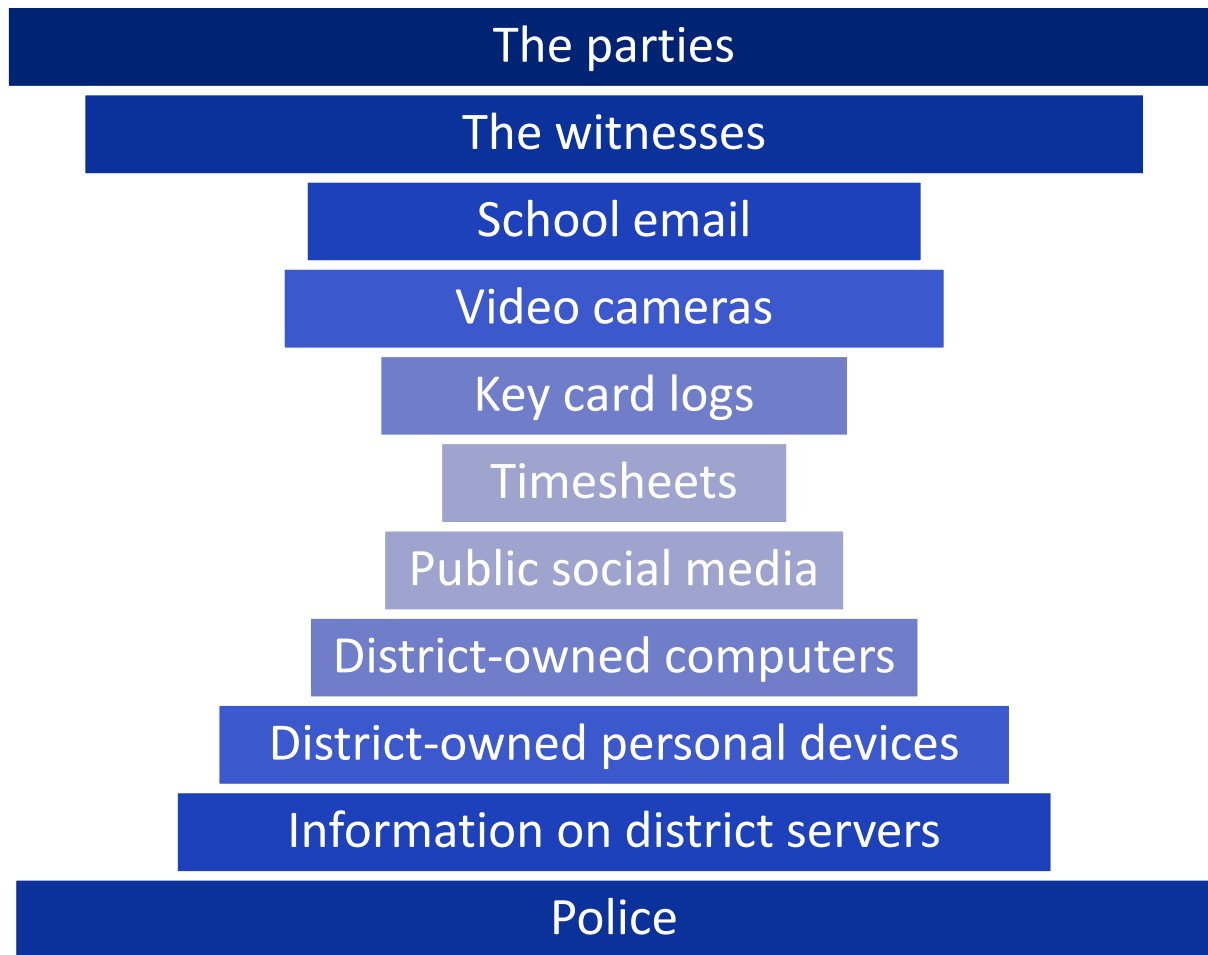 The parties
The witnesses
School email
Video cameras
Key card logs
Timesheets
Public social media
District-owned computers
District-owned personal devices
Information on district servers
Police